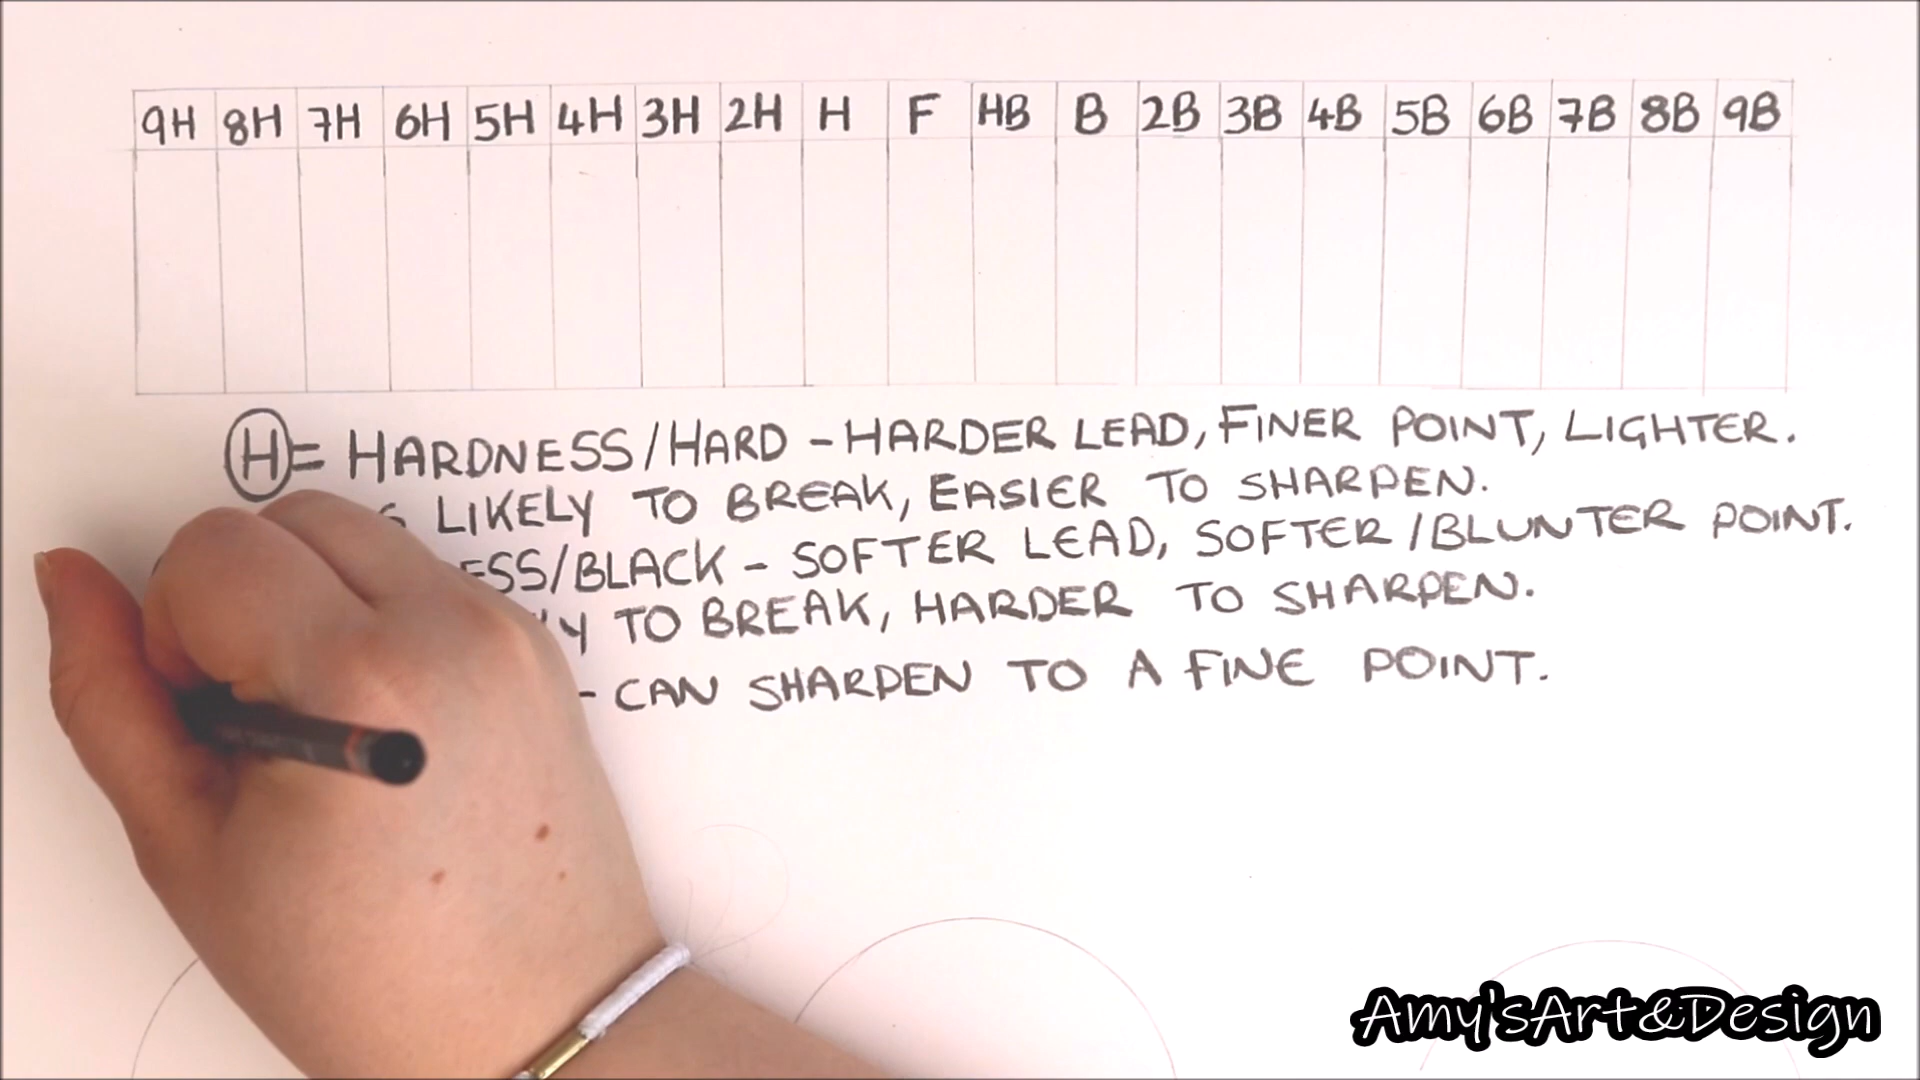 9H 8H 7H 6H 5H 4H 3H 2H H F HB B 2B 3B 4B 5B 6B 7B 8B 9B
H = HARDNESS/HARD - HARDER LEAD, FINER POINT, LIGHTER.
LIKELY TO BREAK, EASIER TO SHARPEN.
/BLACK - SOFTER LEAD, SOFTER/BLUNTER POINT.
TO BREAK, HARDER TO SHARPEN.
- CAN SHARPEN TO A FINE POINT.
Amy'sArt&Design